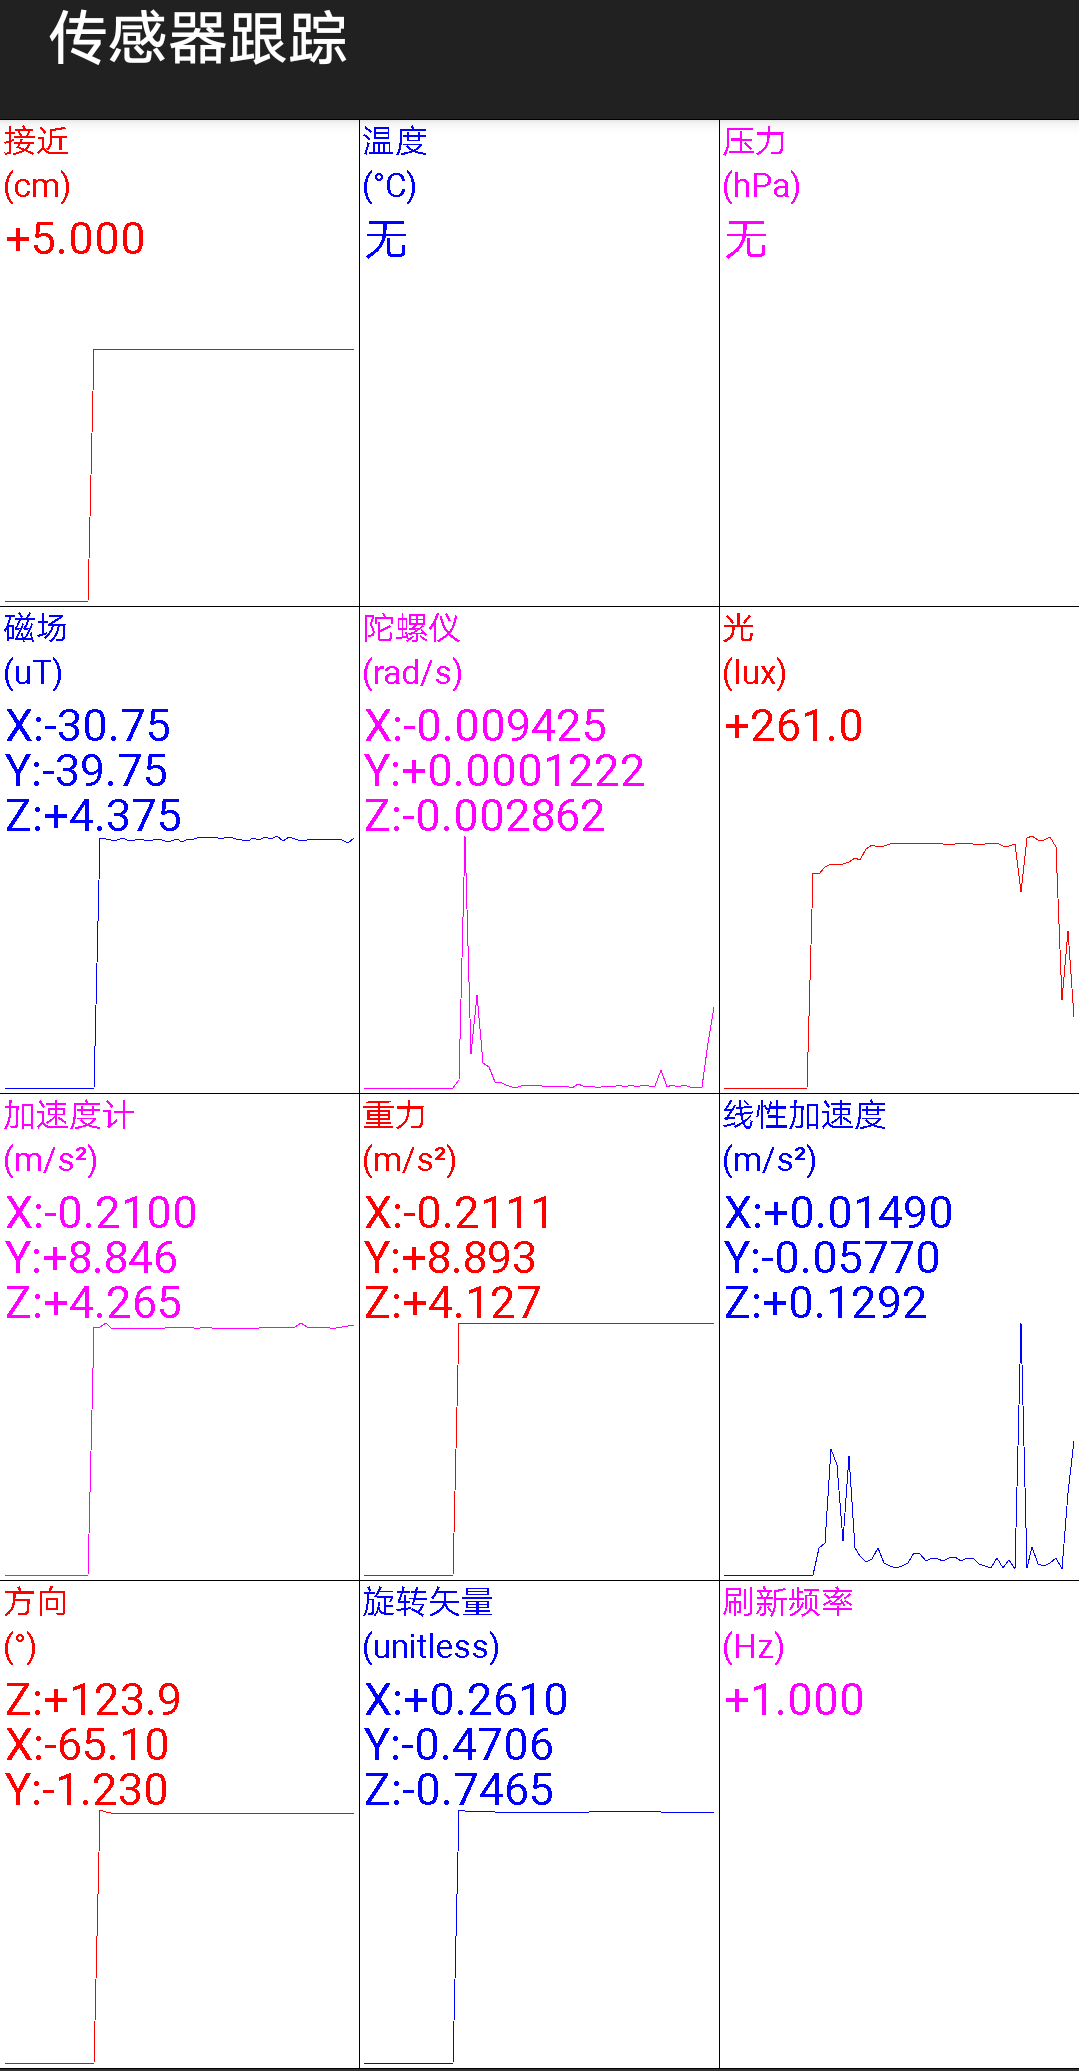 传感器跟踪
接近
(cm)
+5.000
温度
(°C)
无
压力
(hPa)
无
磁场
(uT)
X:-30.75
Y:-39.75
Z:+4.375
陀螺仪
(rad/s)
X:-0.009425
Y:+0.0001222
Z:-0.002862
光
(lux)
+261.0
加速度计
(m/s²)
X:-0.2100
Y:+8.846
Z:+4.265
重力
(m/s²)
X:-0.2111
Y:+8.893
Z:+4.127
线性加速度
(m/s²)
X:+0.01490
Y:-0.05770
Z:+0.1292
方向
(°)
Z:+123.9
X:-65.10
Y:-1.230
旋转矢量
(unitless)
X:+0.2610
Y:-0.4706
Z:-0.7465
刷新频率
(Hz)
+1.000